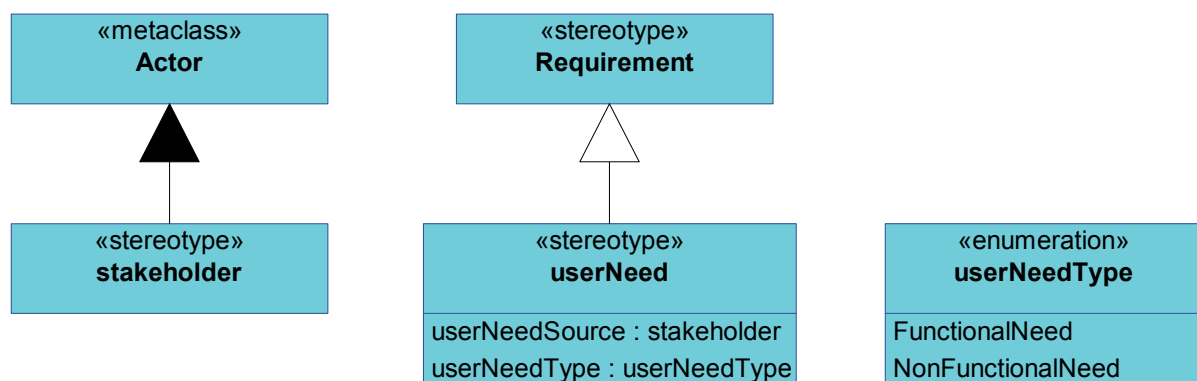 «metaclass»
Actor
«stereotype»
Requirement
«stereotype»
stakeholder
«stereotype»
userNeed
userNeedSource : stakeholder
userNeedType : userNeedType
«enumeration»
userNeedType
FunctionalNeed
NonFunctionalNeed